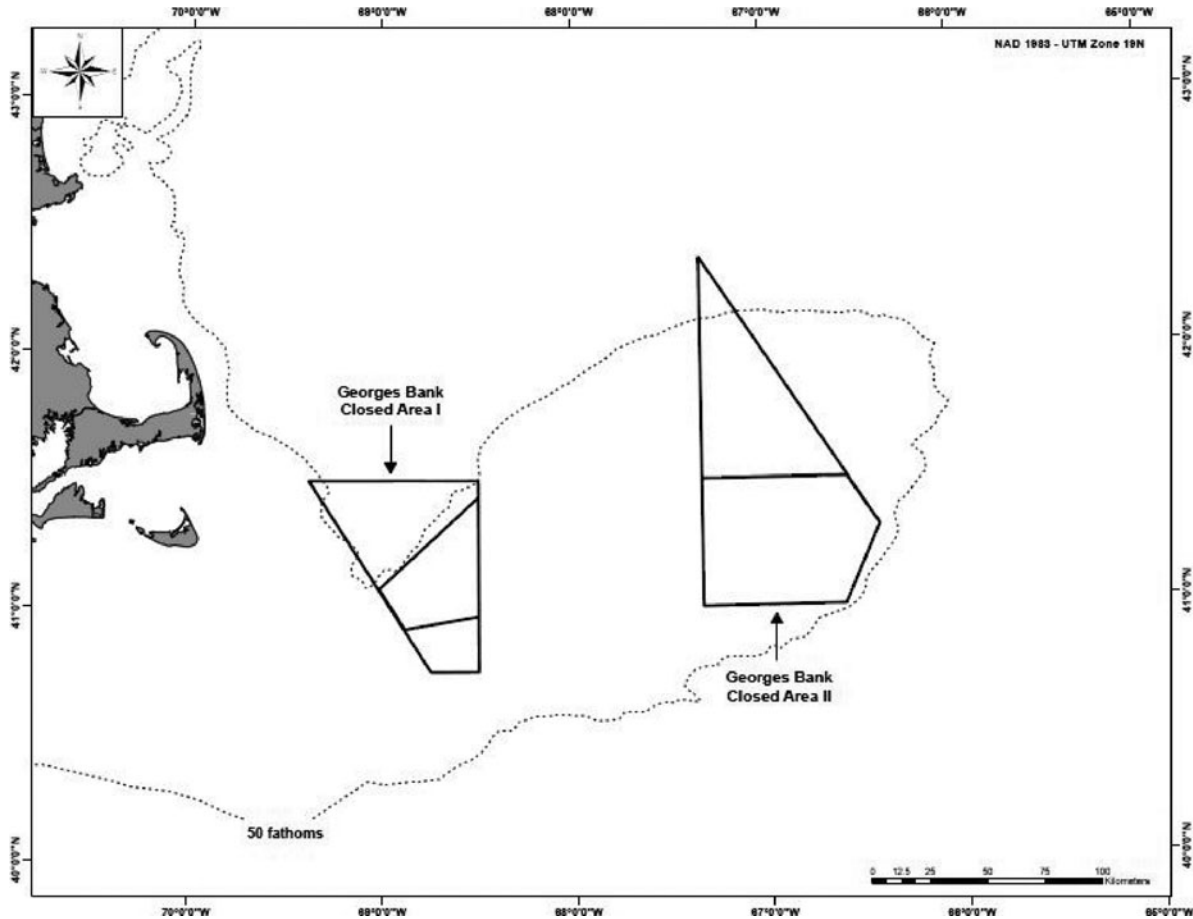 70°0'0"W
69°0'0"W
68°0'0"W
67°0'0"W
66°0'0"W
65°0'0"W
N
NAD 1983 - UTM Zone 19N
43°0'0"N
43°0'0"N
42°0'0"N
42°0'0"N
Georges Bank
Closed Area I
41°0'0"N
41°0'0"N
Georges Bank
Closed Area II
50 fathoms
40°0'0"N
40°0'0"N
0 12.5 25 50 75 100
Kilometers
70°0'0"W
69°0'0"W
68°0'0"W
67°0'0"W
66°0'0"W
65°0'0"W